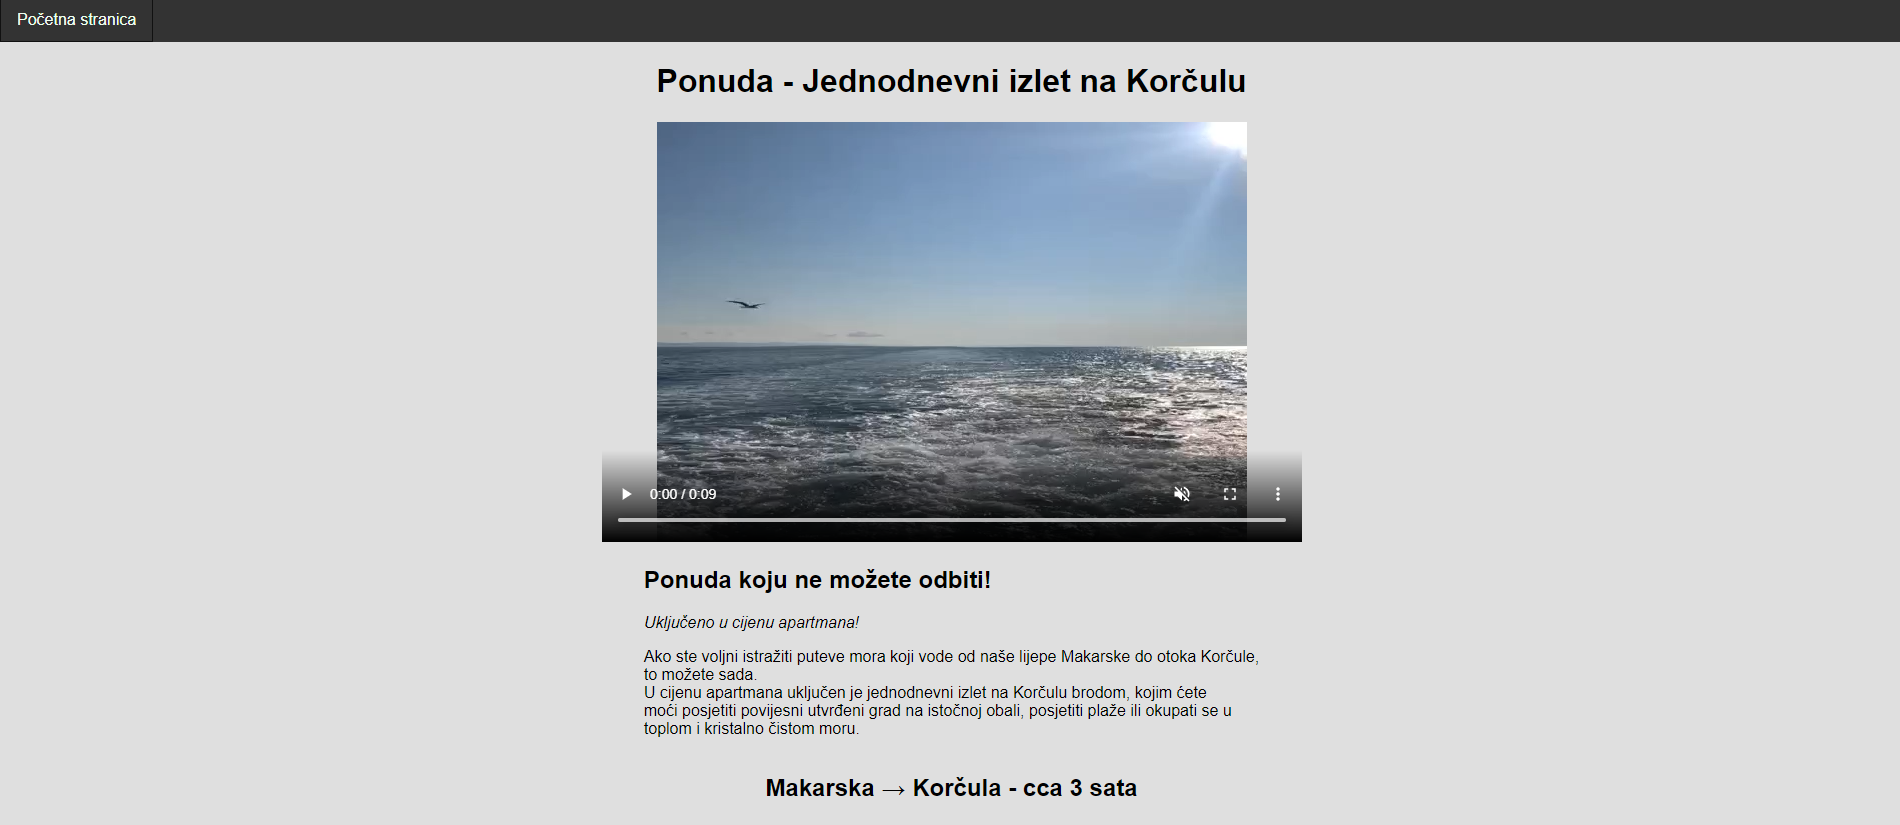 Početna stranica
Ponuda - Jednodnevni izlet na Korčulu
0:00 / 0:09
Ponuda koju ne možete odbiti!
Uključeno u cijenu apartmana!
Ako ste voljni istražiti puteve mora koji vode od naše lijepe Makarske do otoka Korčule,
to možete sada.
U cijenu apartmana uključen je jednodnevni izlet na Korčulu brodom, kojim ćete
moći posjetiti povijesni utvrđeni grad na istočnoj obali, posjetiti plaže ili okupati se u
toplom i kristalno čistom moru.
Makarska → Korčula - cca 3 sata